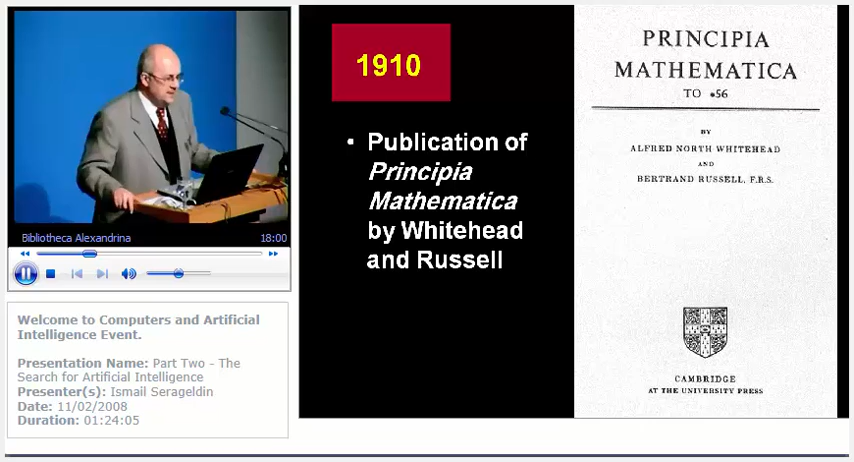 Bibliotheca Alexandrina 18:00
Welcome to Computers and Artificial
Intelligence Event.
Presentation Name: Part Two - The
Search for Artificial Intelligence
Presenter(s): Ismail Serageldin
Date: 11/02/2008
Duration: 01:24:05
1910
• Publication of
Principia
Mathematica
by Whitehead
and Russell
PRINCIPIA
MATHEMATICA
TO *56
BY
ALFRED NORTH WHITEHEAD
AND
BERTRAND RUSSELL, F.R.S.
CAMBRIDGE
AT THE UNIVERSITY PRESS